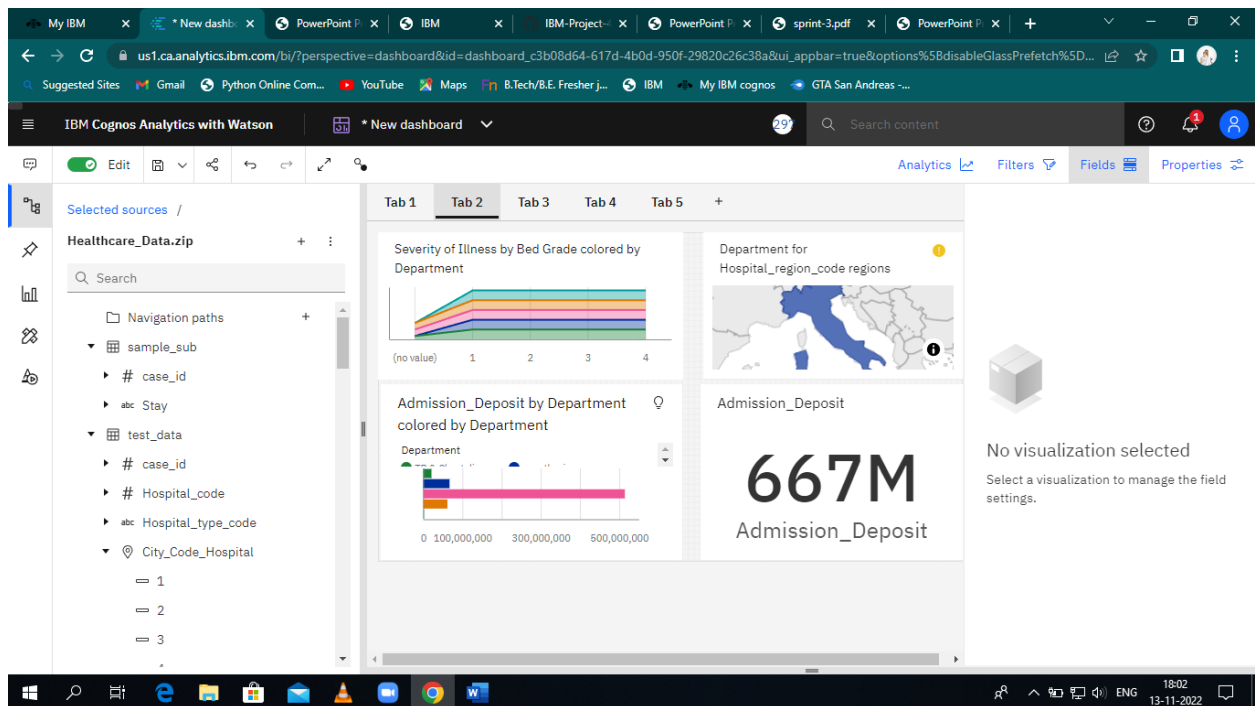 My IBM
* New dashbo
PowerPoint P
IBM
IBM-Project-
PowerPoint P
sprint-3.pdf
PowerPoint P
us1.ca.analytics.ibm.com/bi/?perspective=dashboard&id=dashboard_c3b08d64-617d-4b0d-950f-29820c26c38a&ui_appbar=true&options%5BdisableGlassPrefetch%5D...
Suggested Sites
Gmail
Python Online Com...
YouTube
Maps
B.Tech/B.E. Fresher j...
IBM
My IBM cognos
GTA San Andreas -...
IBM Cognos Analytics with Watson
* New dashboard
297
Search content
1
Edit
Analytics
Filters
Fields
Properties
Selected sources /
Healthcare_Data.zip
Search
Navigation paths
sample_sub
# case_id
abc Stay
test_data
# case_id
# Hospital_code
abc Hospital_type_code
City_Code_Hospital
1
2
3
Tab 1
Tab 2
Tab 3
Tab 4
Tab 5
+
Severity of Illness by Bed Grade colored by
Department
(no value) 1 2 3 4
Department for
Hospital_region_code regions
Admission_Deposit by Department
colored by Department
Department
0 100,000,000 300,000,000 500,000,000
Admission_Deposit
667M
Admission_Deposit
No visualization selected
Select a visualization to manage the field
settings.
ENG
18:02
13-11-2022